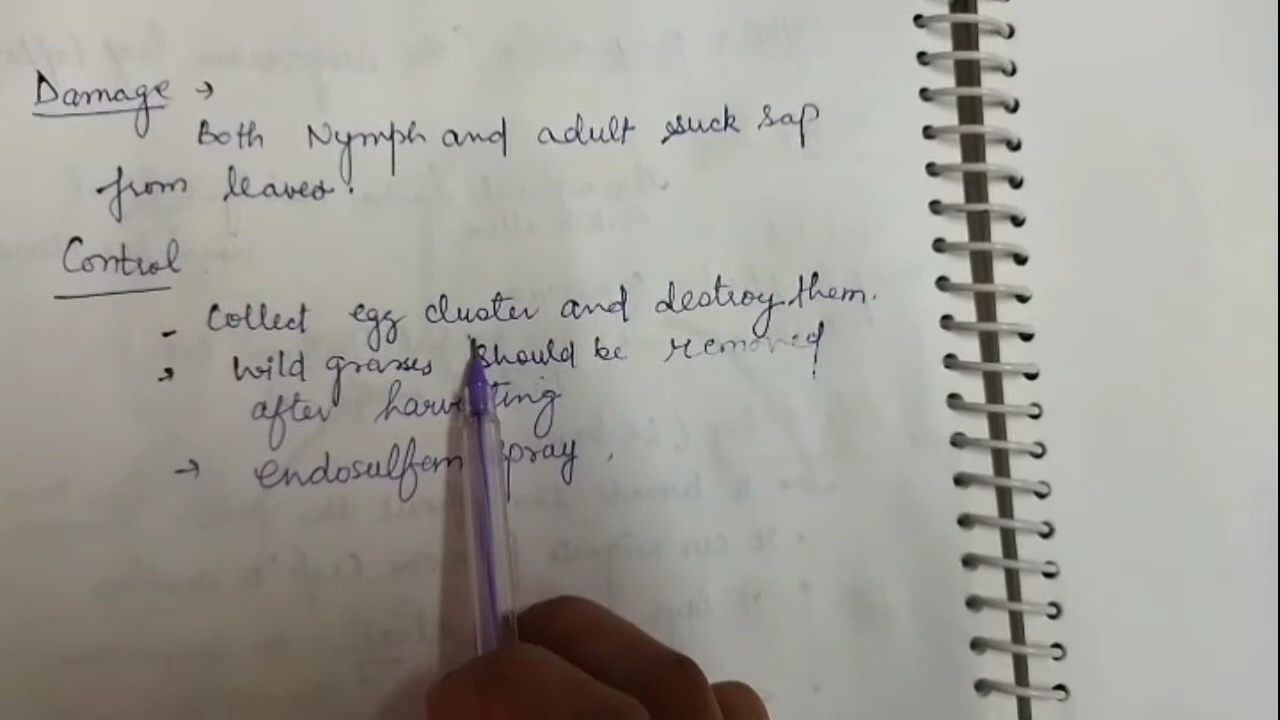 Damage →
Both Nymph and adult suck sap
from leaves.
Control
- Collect egg cluster and destroy them.
→ Wild grasses should be removed
after harvesting
→ endosulfem spray.